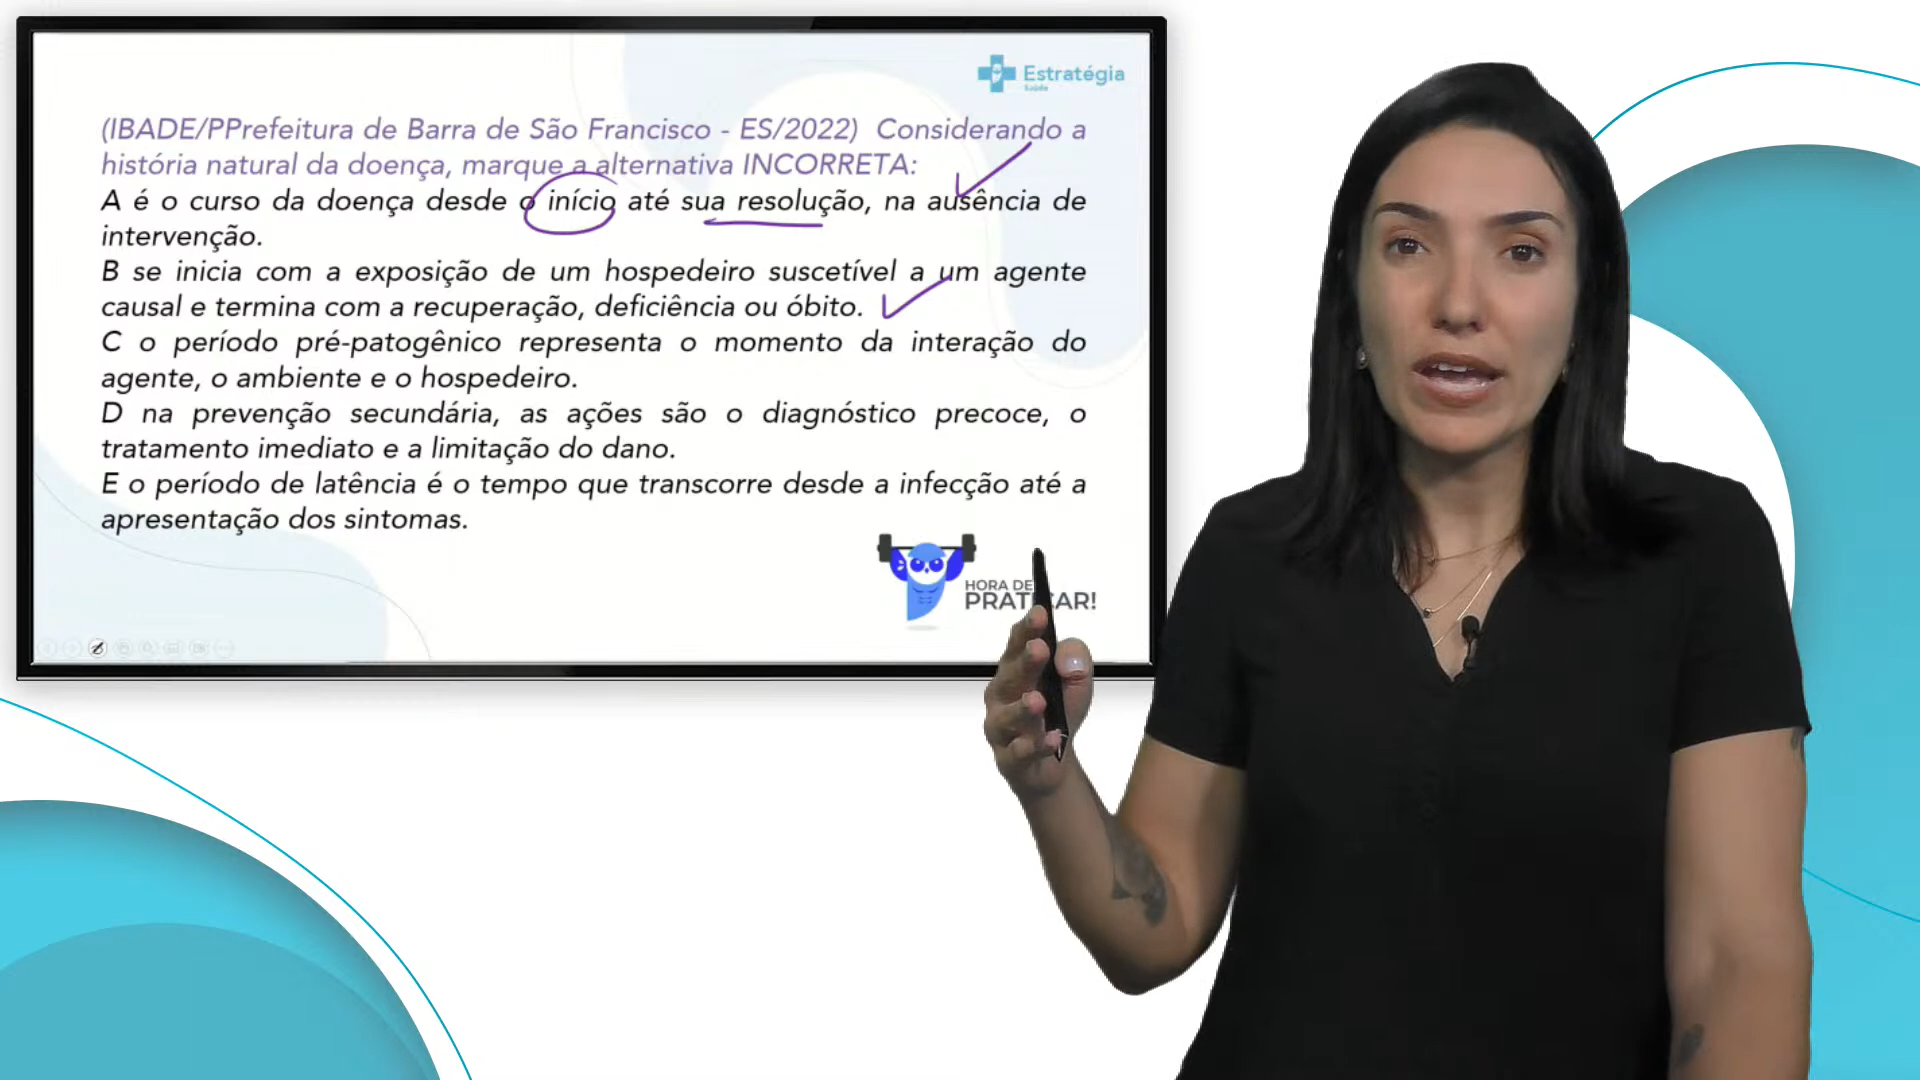 Estratégia
Saúde
(IBADE/PPrefeitura de Barra de São Francisco - ES/2022) Considerando a
história natural da doença, marque a alternativa INCORRETA:
A é o curso da doença desde o início até sua resolução, na ausência de
intervenção.
B se inicia com a exposição de um hospedeiro suscetível a um agente
causal e termina com a recuperação, deficiência ou óbito.
C o período pré-patogênico representa o momento da interação do
agente, o ambiente e o hospedeiro.
D na prevenção secundária, as ações são o diagnóstico precoce, o
tratamento imediato e a limitação do dano.
E o período de latência é o tempo que transcorre desde a infecção até a
apresentação dos sintomas.
HORA DE
PRATICAR!